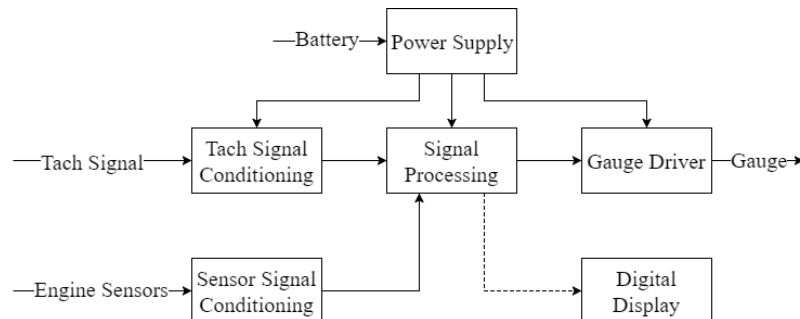 Battery
Power Supply
Tach Signal
Tach Signal
Conditioning
Signal
Processing
Gauge Driver
Gauge
Engine Sensors
Sensor Signal
Conditioning
Digital
Display